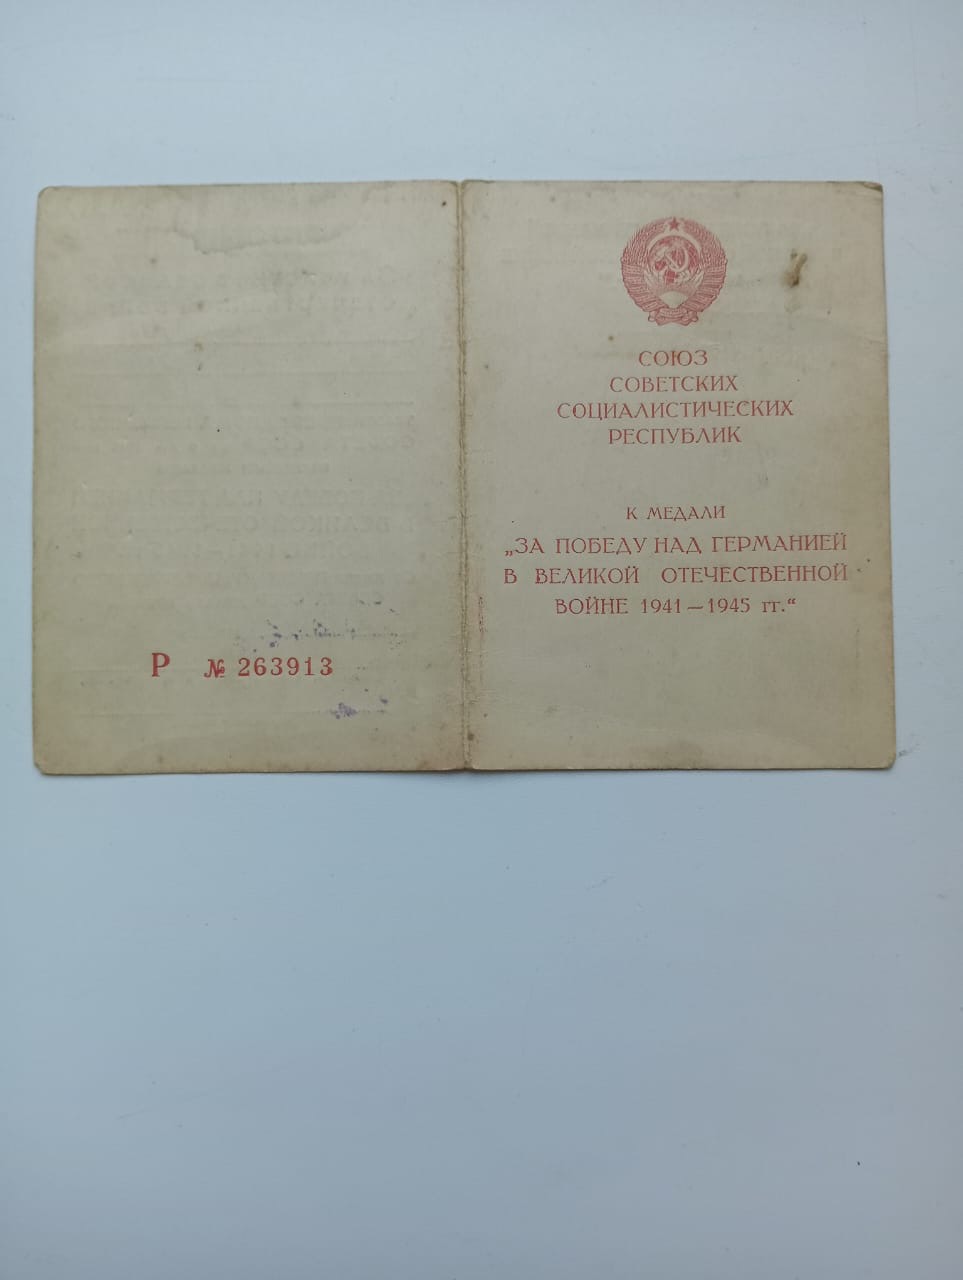 Р № 263913
СОЮЗ
СОВЕТСКИХ
СОЦИАЛИСТИЧЕСКИХ
РЕСПУБЛИК
К МЕДАЛИ
„ЗА ПОБЕДУ НАД ГЕРМАНИЕЙ
В ВЕЛИКОЙ ОТЕЧЕСТВЕННОЙ
ВОЙНЕ 1941—1945 гг.“